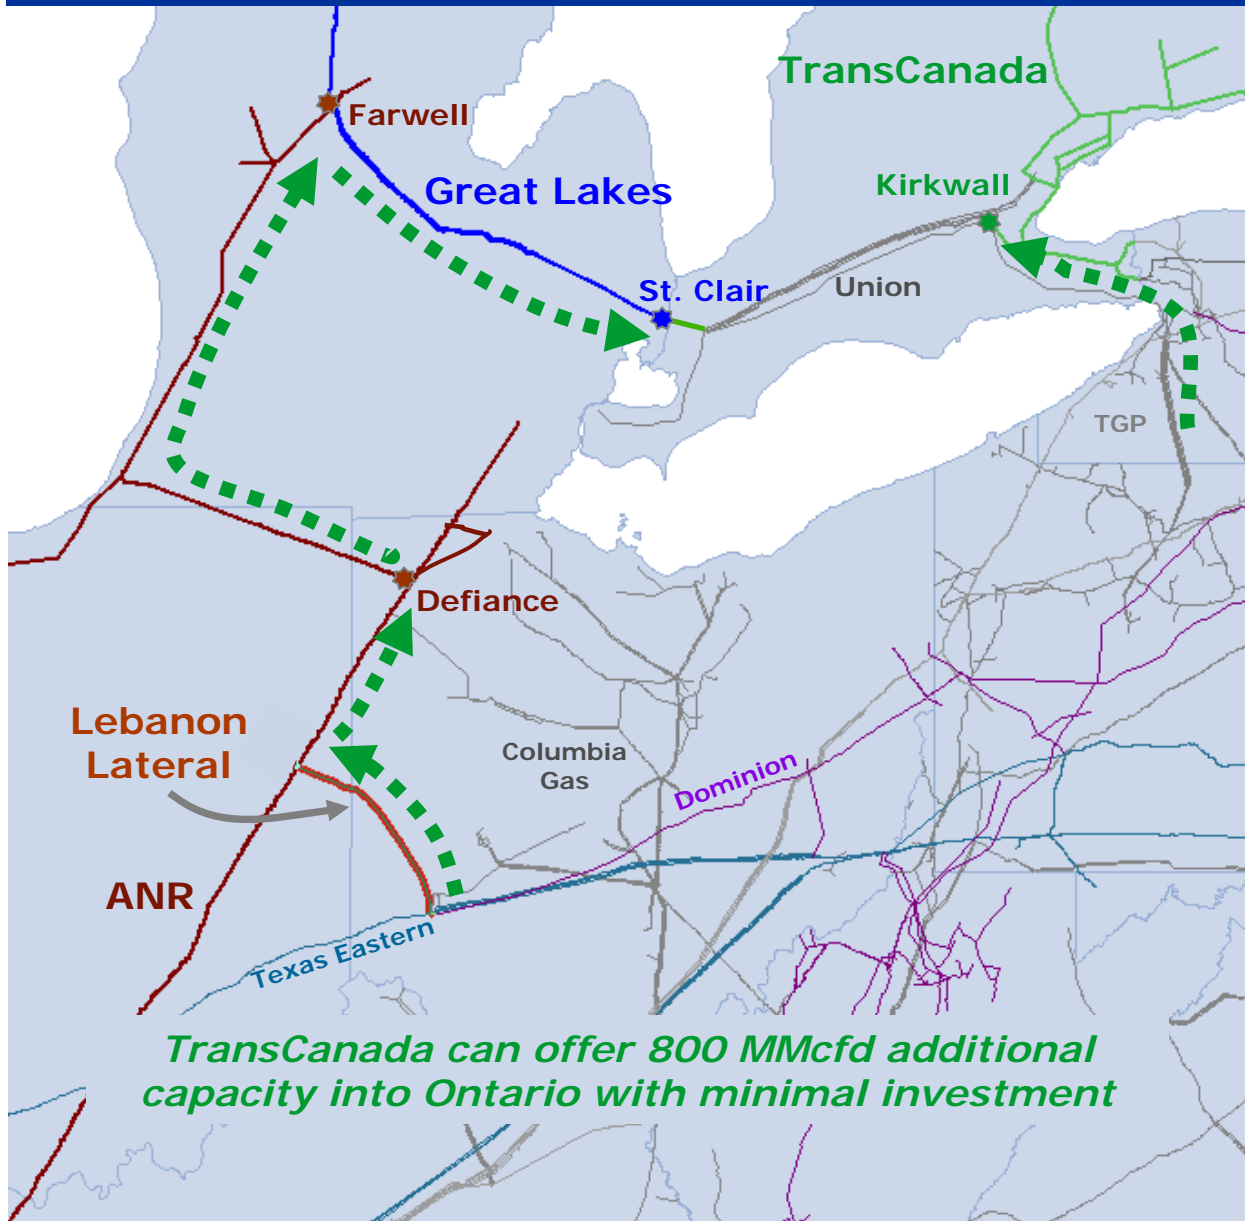 TransCanada
Farwell
Kirkwall
Great Lakes
St. Clair
Union
TGP
Defiance
Lebanon
Lateral
Columbia
Gas
Dominion
ANR
Texas Eastern
TransCanada can offer 800 MMcfd additional
capacity into Ontario with minimal investment